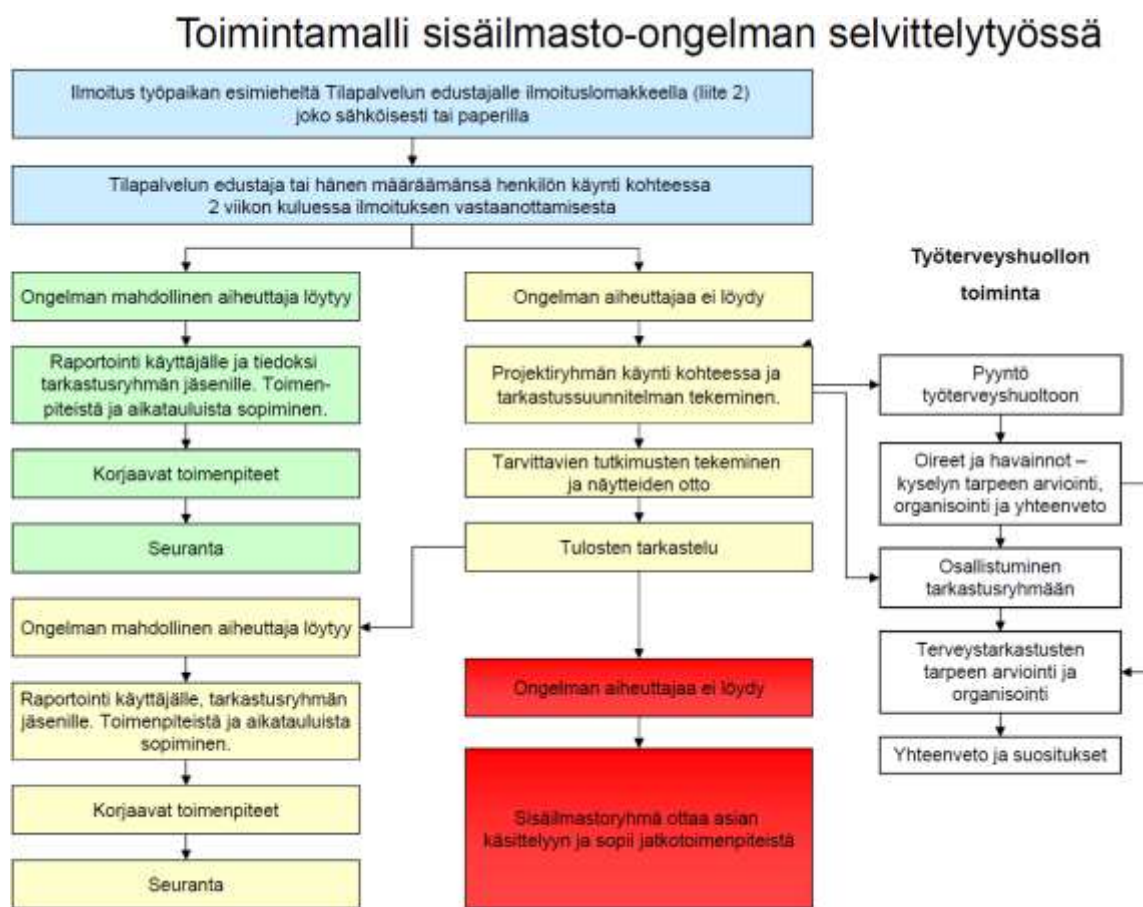 Toimintamalli sisäilmasto-ongelman selvittelytyössä
Ilmoitus työpaikan esimieheltä Tilapalvelun edustajalle ilmoituslomakkeella (liite 2)
joko sähköisesti tai paperilla
Tilapalvelun edustaja tai hänen määräämänsä henkilön käynti kohteessa
2 viikon kuluessa ilmoituksen vastaanottamisesta
Ongelman mahdollinen aiheuttaja löytyy
Raportointi käyttäjälle ja tiedoksi
tarkastusryhmän jäsenille. Toimen-
piteistä ja aikatauluista sopiminen.
Korjaavat toimenpiteet
Seuranta
Ongelman aiheuttajaa ei löydy
Projektiryhmän käynti kohteessa ja
tarkastussuunnitelman tekeminen.
Tarvittavien tutkimusten tekeminen
ja näytteiden otto
Tulosten tarkastelu
Ongelman mahdollinen aiheuttaja löytyy
Raportointi käyttäjälle, tarkastusryhmän
jäsenille. Toimenpiteistä ja aikatauluista
sopiminen.
Korjaavat toimenpiteet
Seuranta
Ongelman aiheuttajaa ei löydy
Sisäilmastoryhmä ottaa asian
käsittelyyn ja sopii jatkotoimenpiteistä
Työterveyshuollon
toiminta
Pyyntö
työterveyshuoltoon
Oireet ja havainnot –
kyselyn tarpeen arviointi,
organisointi ja yhteenveto
Osallistuminen
tarkastusryhmään
Terveystarkastusten
tarpeen arviointi ja
organisointi
Yhteenveto ja suositukset